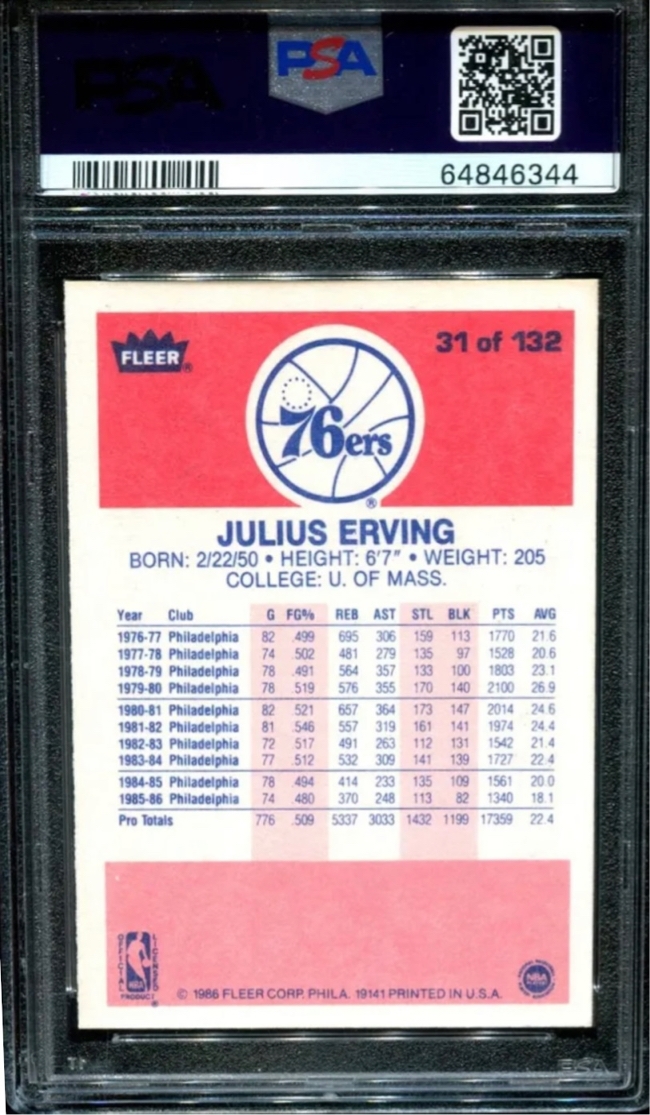 PSA
64846344
FLEER®
31 of 132
76ers
®
JULIUS ERVING
BORN: 2/22/50 • HEIGHT: 6'7" • WEIGHT: 205
COLLEGE: U. OF MASS.
Year Club G FG% REB AST STL BLK PTS AVG
1976-77 Philadelphia 82 .499 695 306 159 113 1770 21.6
1977-78 Philadelphia 74 .502 481 279 135 97 1528 20.6
1978-79 Philadelphia 78 .491 564 357 133 100 1803 23.1
1979-80 Philadelphia 78 .519 576 355 170 140 2100 26.9
1980-81 Philadelphia 82 .521 657 364 173 147 2014 24.6
1981-82 Philadelphia 81 .546 557 319 161 141 1974 24.4
1982-83 Philadelphia 72 .517 491 263 112 131 1542 21.4
1983-84 Philadelphia 77 .512 532 309 141 139 1727 22.4
1984-85 Philadelphia 78 .494 414 233 135 109 1561 20.0
1985-86 Philadelphia 74 .480 370 248 113 82 1340 18.1
Pro Totals 776 .509 5337 3033 1432 1199 17359 22.4
OFFICIAL LICENSED
NBA
PRODUCT
© 1986 FLEER CORP. PHILA. 19141 PRINTED IN U.S.A.
NBA
PSA